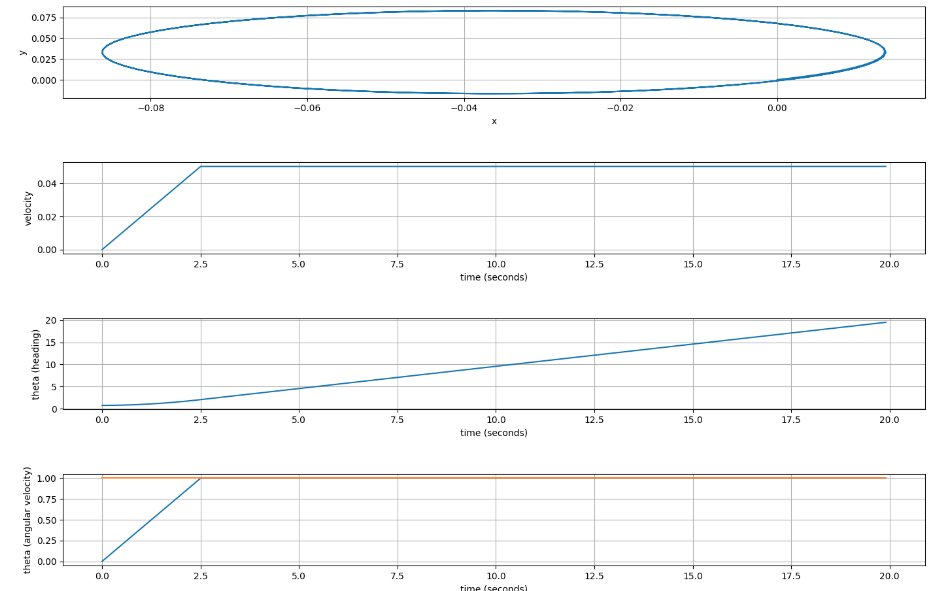 0.075
0.050
0.025
0.000
y
−0.08 −0.06 −0.04 −0.02 0.00
x
0.04
0.02
0.00
velocity
0.0 2.5 5.0 7.5 10.0 12.5 15.0 17.5 20.0
time (seconds)
20
15
10
5
0
theta (heading)
0.0 2.5 5.0 7.5 10.0 12.5 15.0 17.5 20.0
time (seconds)
1.00
0.75
0.50
0.25
0.00
theta (angular velocity)
0.0 2.5 5.0 7.5 10.0 12.5 15.0 17.5 20.0
time (seconds)